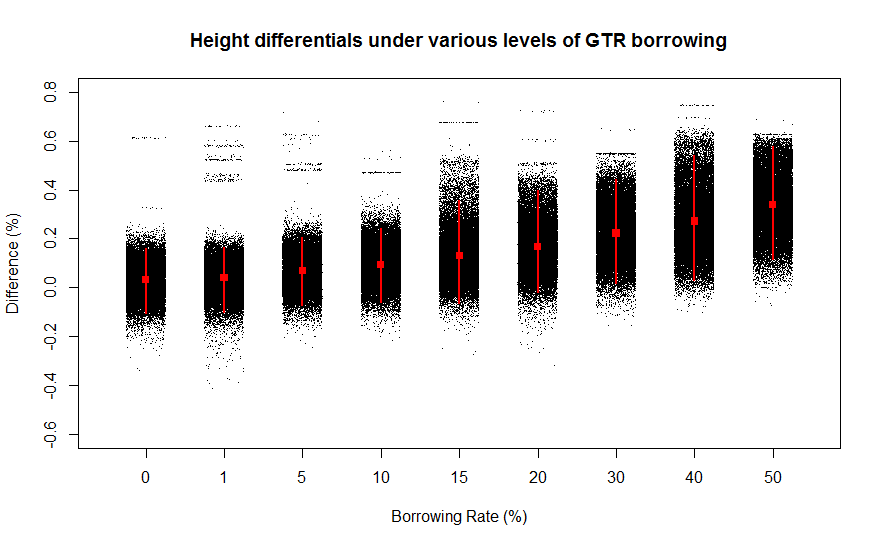 Height differentials under various levels of GTR borrowing
Difference (%)
0.8
0.6
0.4
0.2
0.0
-0.2
-0.4
-0.6
0 1 5 10 15 20 30 40 50
Borrowing Rate (%)